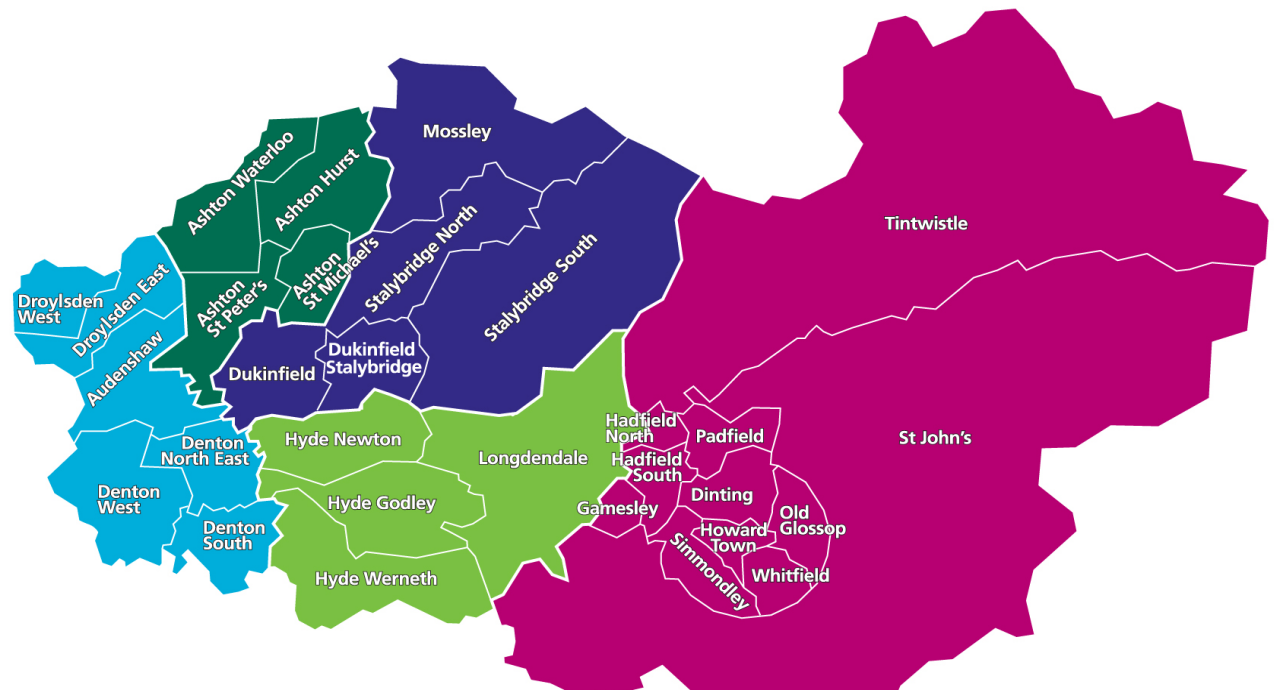 Mossley
Ashton Waterloo
Ashton Hurst
Tintwistle
Stalybridge North
Ashton
St Michael's
Stalybridge South
Droylsden East
Droylsden
West
Ashton
St Peter's
Audenshaw
Dukinfield
Dukinfield
Stalybridge
Hadfield
North
Padfield
St John's
Hyde Newton
Denton
North East
Longdendale
Hadfield
South
Denton
West
Hyde Godley
Gamesley
Dinting
Old
Glossop
Denton
South
Howard
Town
Simmondley
Hyde Werneth
Whitfield